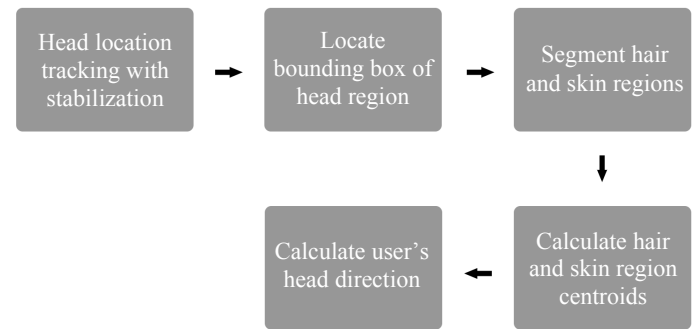 Head location
tracking with
stabilization
Locate
bounding box of
head region
Segment hair
and skin regions
Calculate hair
and skin region
centroids
Calculate user's
head direction